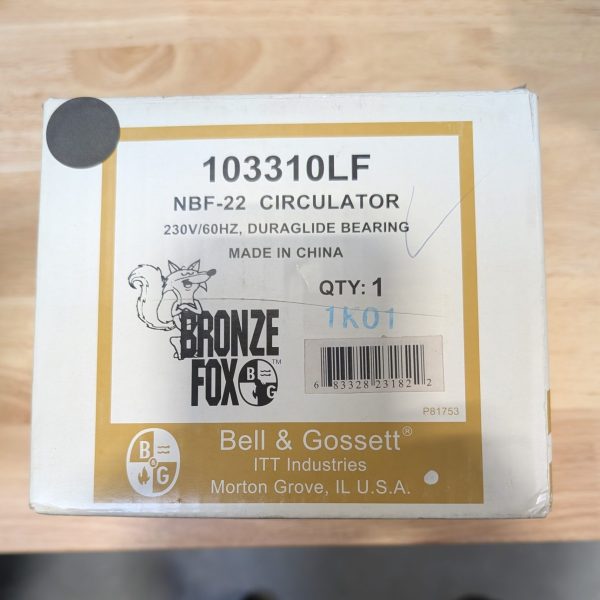 103310LF
NBF-22 CIRCULATOR
230V/60HZ, DURAGLIDE BEARING
MADE IN CHINA
QTY: 1
1K01
BRONZE
FOX™
B&G
6 83328 23182 2
P81753
B&G
Bell & Gossett®
ITT Industries
Morton Grove, IL U.S.A.